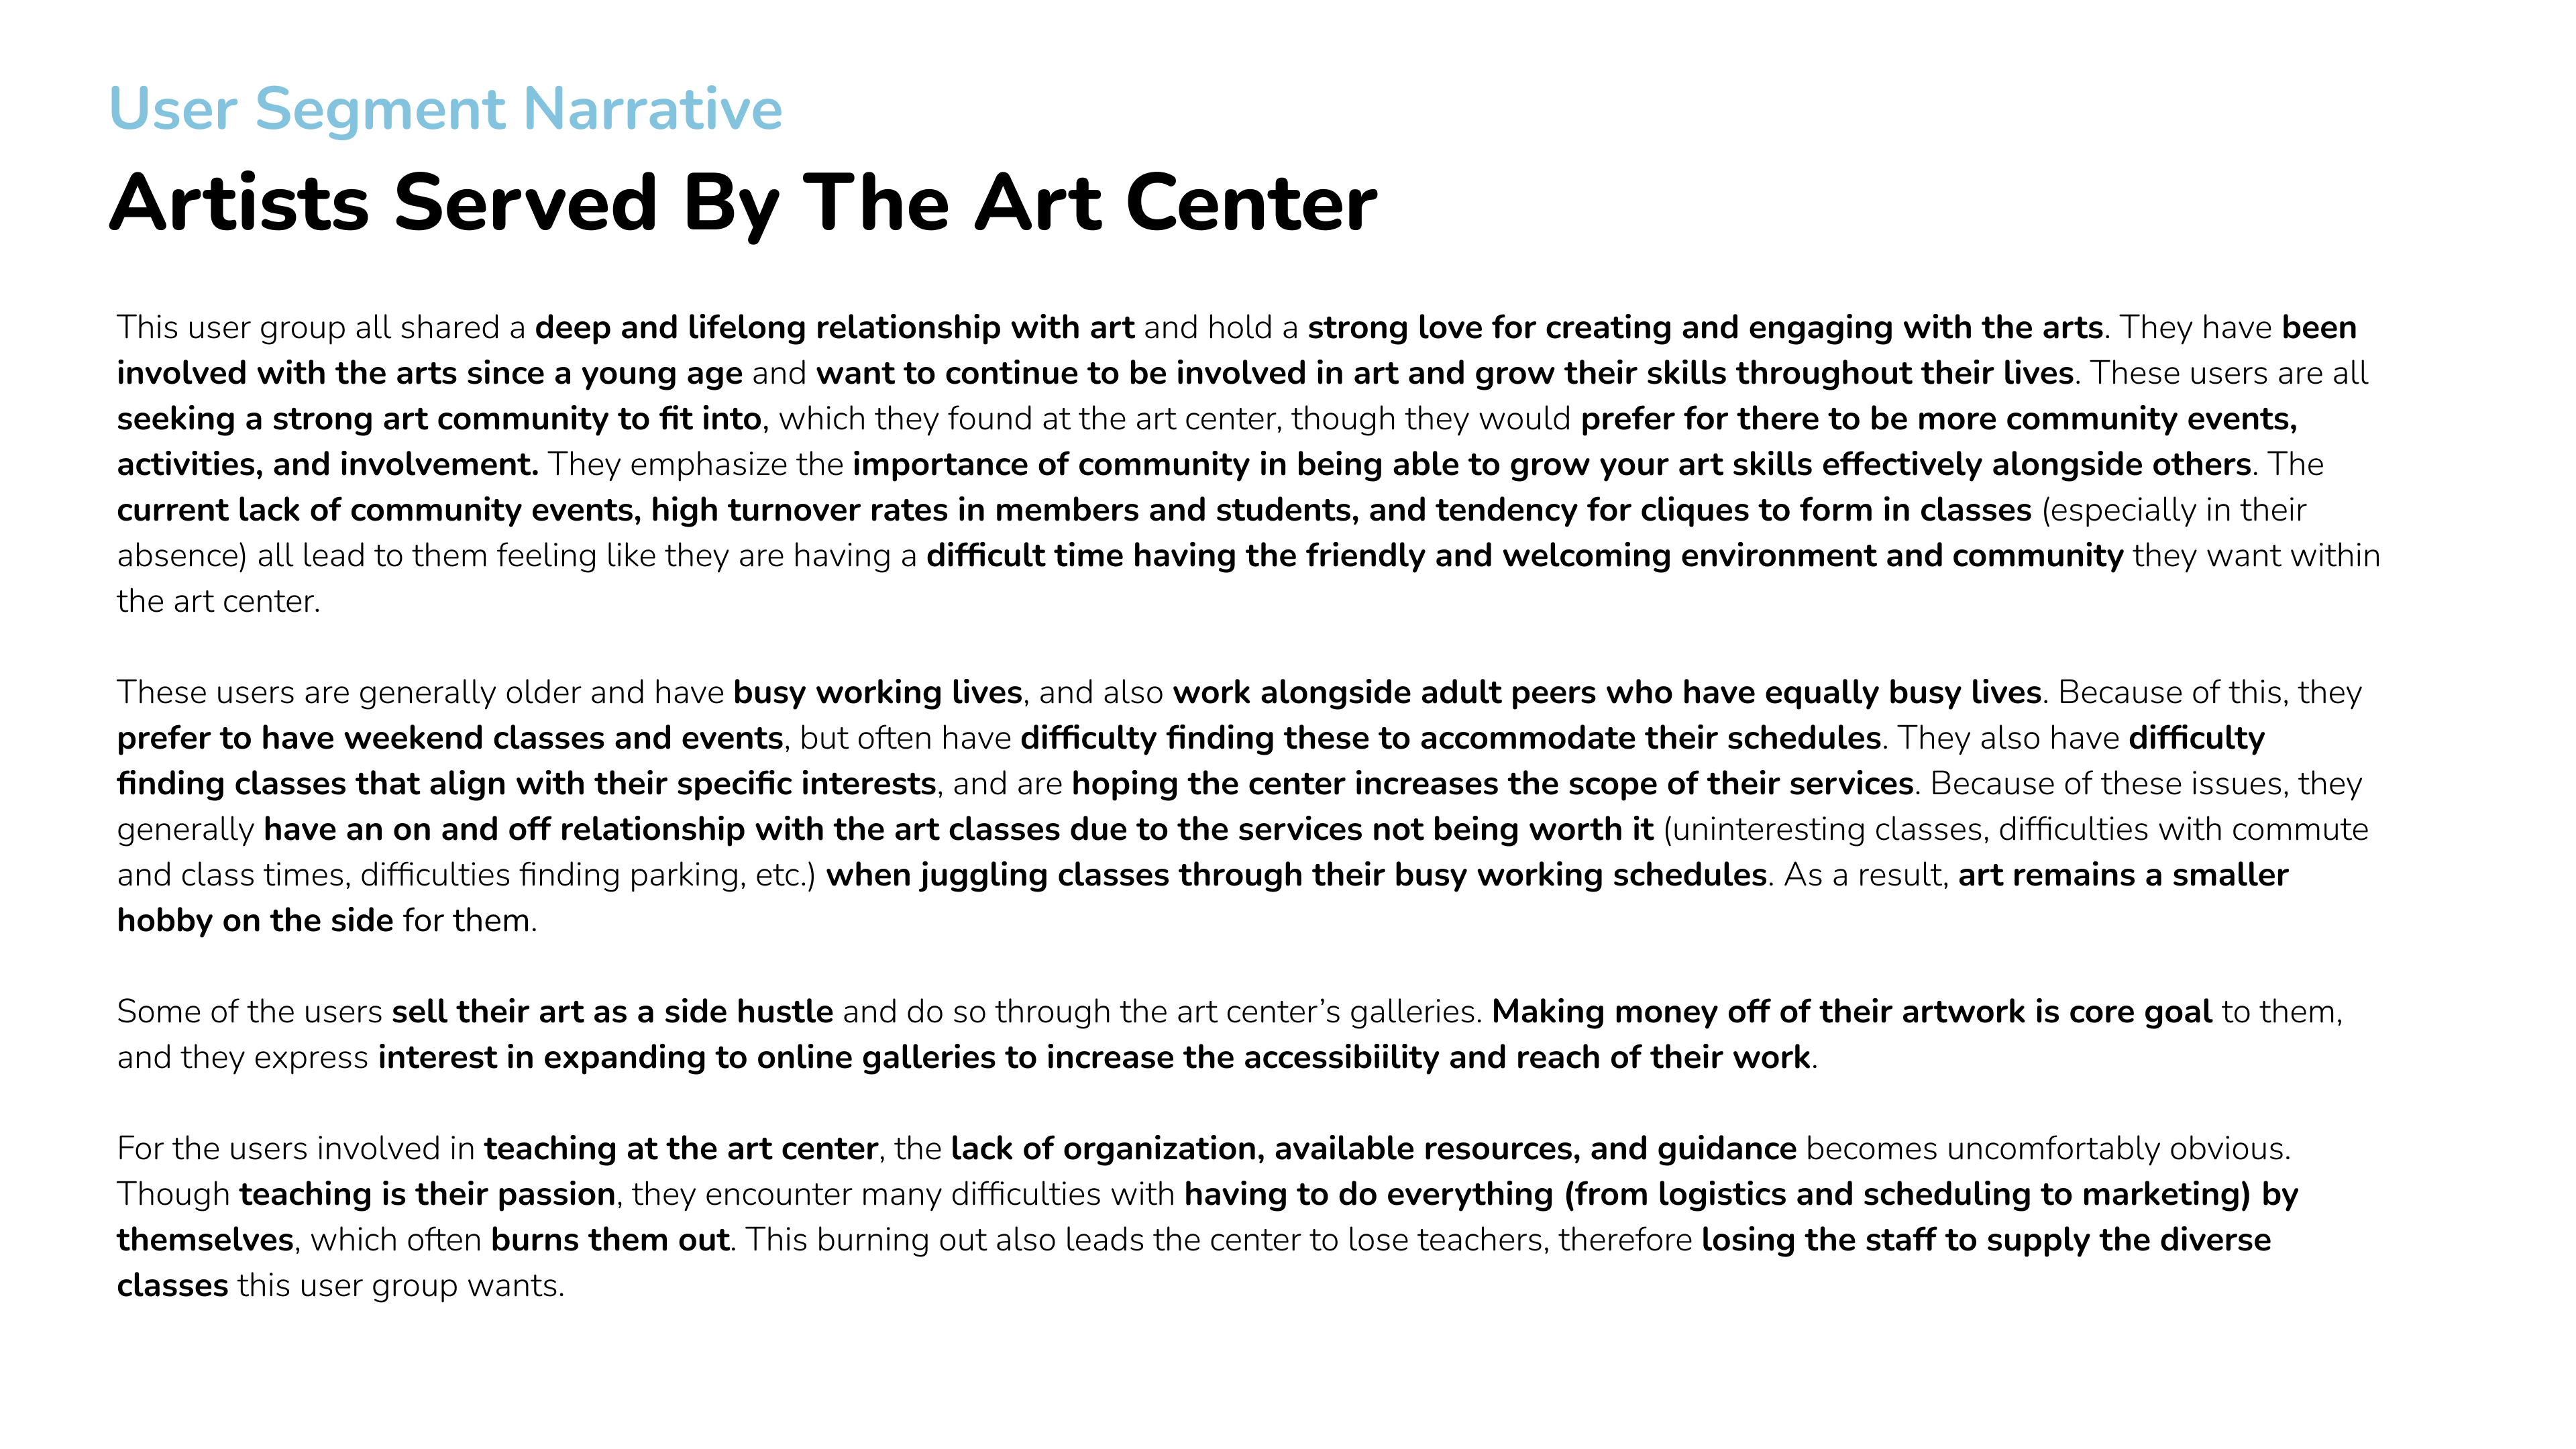 User Segment Narrative
Artists Served By The Art Center
This user group all shared a deep and lifelong relationship with art and hold a strong love for creating and engaging with the arts. They have been
involved with the arts since a young age and want to continue to be involved in art and grow their skills throughout their lives. These users are all
seeking a strong art community to fit into, which they found at the art center, though they would prefer for there to be more community events,
activities, and involvement. They emphasize the importance of community in being able to grow your art skills effectively alongside others. The
current lack of community events, high turnover rates in members and students, and tendency for cliques to form in classes (especially in their
absence) all lead to them feeling like they are having a difficult time having the friendly and welcoming environment and community they want within
the art center.
These users are generally older and have busy working lives, and also work alongside adult peers who have equally busy lives. Because of this, they
prefer to have weekend classes and events, but often have difficulty finding these to accommodate their schedules. They also have difficulty
finding classes that align with their specific interests, and are hoping the center increases the scope of their services. Because of these issues, they
generally have an on and off relationship with the art classes due to the services not being worth it (uninteresting classes, difficulties with commute
and class times, difficulties finding parking, etc.) when juggling classes through their busy working schedules. As a result, art remains a smaller
hobby on the side for them.
Some of the users sell their art as a side hustle and do so through the art center’s galleries. Making money off of their artwork is core goal to them,
and they express interest in expanding to online galleries to increase the accessibiility and reach of their work.
For the users involved in teaching at the art center, the lack of organization, available resources, and guidance becomes uncomfortably obvious.
Though teaching is their passion, they encounter many difficulties with having to do everything (from logistics and scheduling to marketing) by
themselves, which often burns them out. This burning out also leads the center to lose teachers, therefore losing the staff to supply the diverse
classes this user group wants.